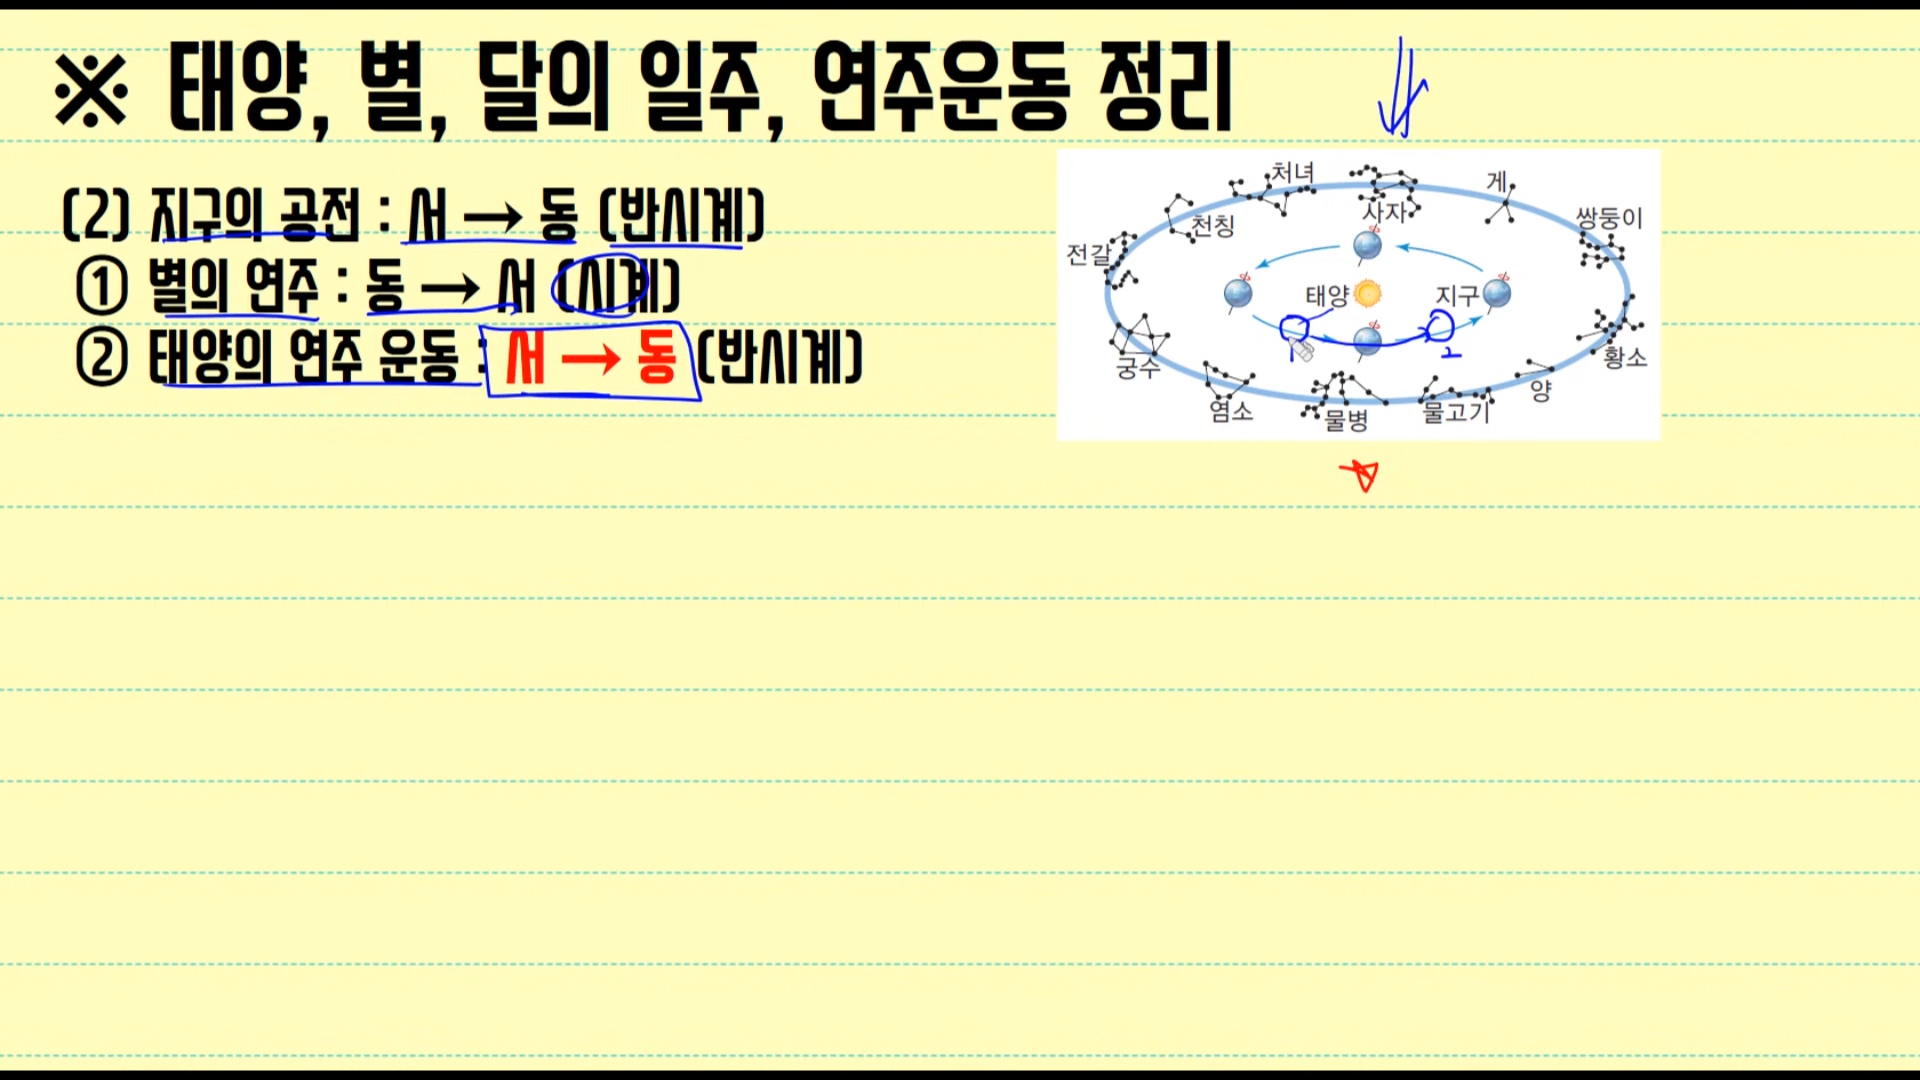 ※ 태양, 별, 달의 일주, 연주운동 정리
(2) 지구의 공전 : 서 → 동 (반시계)
① 별의 연주 : 동 → 서 (시계)
② 태양의 연주 운동 : 서 → 동 (반시계)
처녀
사자
게
천칭
쌍둥이
전갈
태양
지구
1
2
궁수
황소
염소
물병
물고기
양